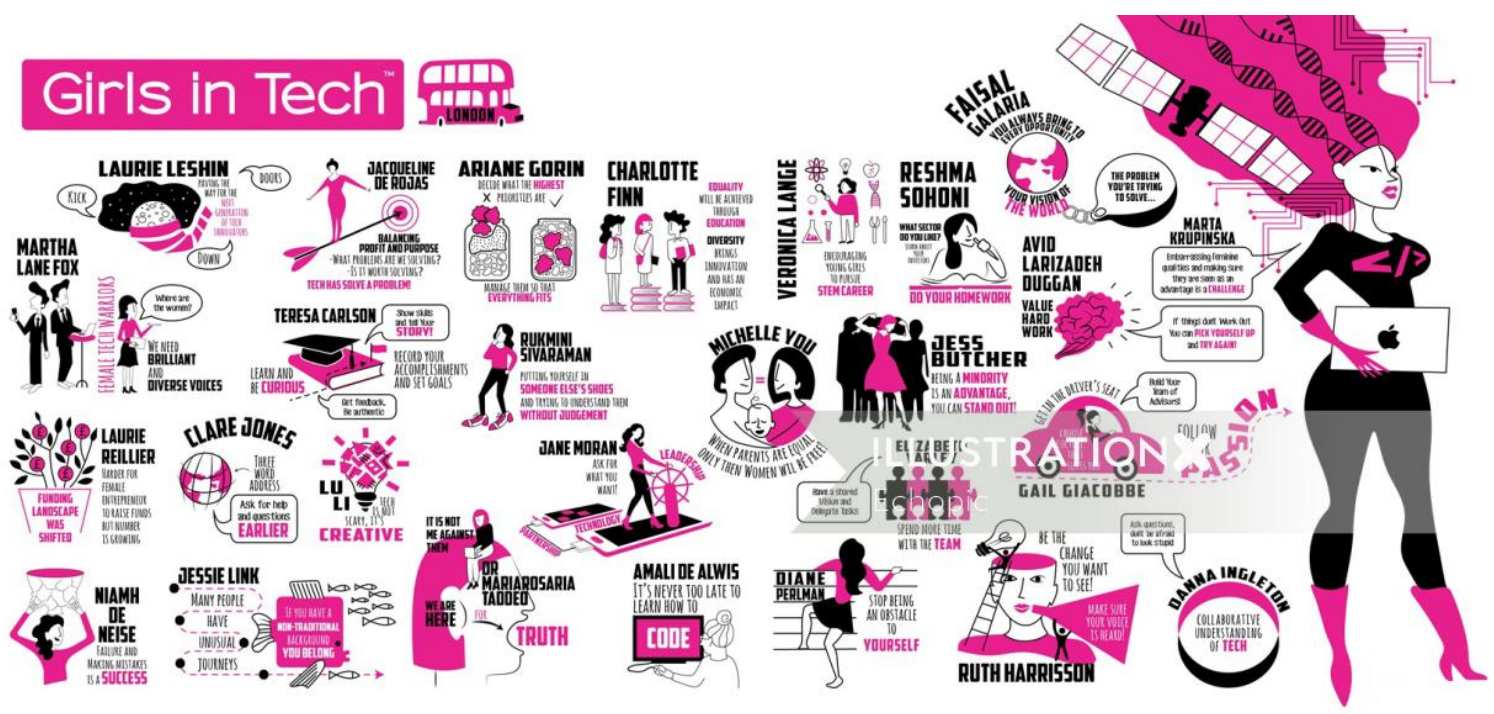 Girls in Tech™
LONDON
LAURIE LESHIN
KICK
DOORS
DOWN
PAVING THE
WAY FOR THE
NEXT
GENERATION
OF TECH
INNOVATORS
JACQUELINE
DE ROJAS
BALANCING
PROFIT AND PURPOSE
-WHAT PROBLEMS ARE WE SOLVING?
-IS IT WORTH SOLVING?
TECH HAS SOLVE A PROBLEM!
ARIANE GORIN
DECIDE WHAT THE HIGHEST
PRIORITIES ARE
MANAGE THEM SO THAT
EVERYTHING FITS
CHARLOTTE
FINN
EQUALITY
WILL BE ACHIEVED
THROUGH
EDUCATION
DIVERSITY
BRINGS
INNOVATION
AND HAS AN
ECONOMIC
IMPACT
VERONICA LANGE
ENCOURAGING
YOUNG GIRLS
TO PURSUE
STEM CAREER
RESHMA
SOHONI
WHAT SECTOR
DO YOU LIKE?
LEARN ABOUT
YOUR
DO YOUR HOMEWORK
FAISAL
GALARIA
YOU ALWAYS BRING TO
EVERY OPPORTUNITY
YOUR VISION OF
THE WORLD
THE PROBLEM
YOU'RE TRYING
TO SOLVE...
MARTA
KRUPINSKA
Embarrassing feminine
qualities and making sure
they are seen as an
advantage is a CHALLENGE
If things don't Work Out
You can PICK YOURSELF UP
and TRY AGAIN!
AVID
LARIZADEH
DUGGAN
VALUE
HARD
WORK
</>
MARTHA
LANE FOX
FEMALE TECH WARRIORS
Where are
the women?
WE NEED
BRILLIANT
AND
DIVERSE VOICES
TERESA CARLSON
Show skills
and tell Your
STORY!
LEARN AND
BE CURIOUS
RECORD YOUR
ACCOMPLISHMENTS
AND SET GOALS
Get feedback,
Be authentic
RUKMINI
SIVARAMAN
PUTTING YOURSELF IN
SOMEONE ELSE'S SHOES
AND TRYING TO UNDERSTAND THEM
WITHOUT JUDGEMENT
MICHELLE YOU
=
WHEN PARENTS ARE EQUAL
ONLY THEN WOMEN WILL BE FREE!
JESS
BUTCHER
BEING A MINORITY
IS AN ADVANTAGE,
YOU CAN STAND OUT!
GET IN THE DRIVER'S SEAT
Build Your
Team of
Advisors!
GAIL GIACOBBE
FOLLOW
PASSION
LAURIE
REILLIER
FUNDING
LANDSCAPE
WAS
SHIFTED
HARDER FOR
FEMALE
ENTREPRENEUR
TO RAISE FUNDS
BUT NUMBER
IS GROWING
CLARE JONES
THREE
WORD
ADDRESS
Ask for help
and questions
EARLIER
LU
LI
TECH
IS NOT
SCARY, IT'S
CREATIVE
JANE MORAN
ASK FOR
WHAT YOU
WANT!
LEADERSHIP
TECHNOLOGY
PARTNERSHIP
ELIZABETH
Have a shared
Vision and
Delegate Tasks
SPEND MORE TIME
WITH THE TEAM
ILLUSTRATIONX
Echopic
NIAMH
DE
NEISE
FAILURE AND
MAKING MISTAKES
IS A SUCCESS
JESSIE LINK
MANY PEOPLE
HAVE
UNUSUAL
JOURNEYS
IF YOU HAVE A
NON-TRADITIONAL
BACKGROUND
YOU BELONG
IT IS NOT
ME AGAINST
THEM
DR
MARIAROSARIA
TADDEO
WE ARE
HERE
FOR
TRUTH
AMALI DE ALWIS
IT'S NEVER TOO LATE TO
LEARN HOW TO
CODE
DIANE
PERLMAN
STOP BEING
AN OBSTACLE
TO
YOURSELF
BE THE
CHANGE
YOU WANT
TO SEE!
MAKE SURE
YOUR VOICE
IS HEARD!
RUTH HARRISSON
Ask questions,
don't be afraid
to look stupid
DANNA INGLETON
COLLABORATIVE
UNDERSTANDING
OF TECH